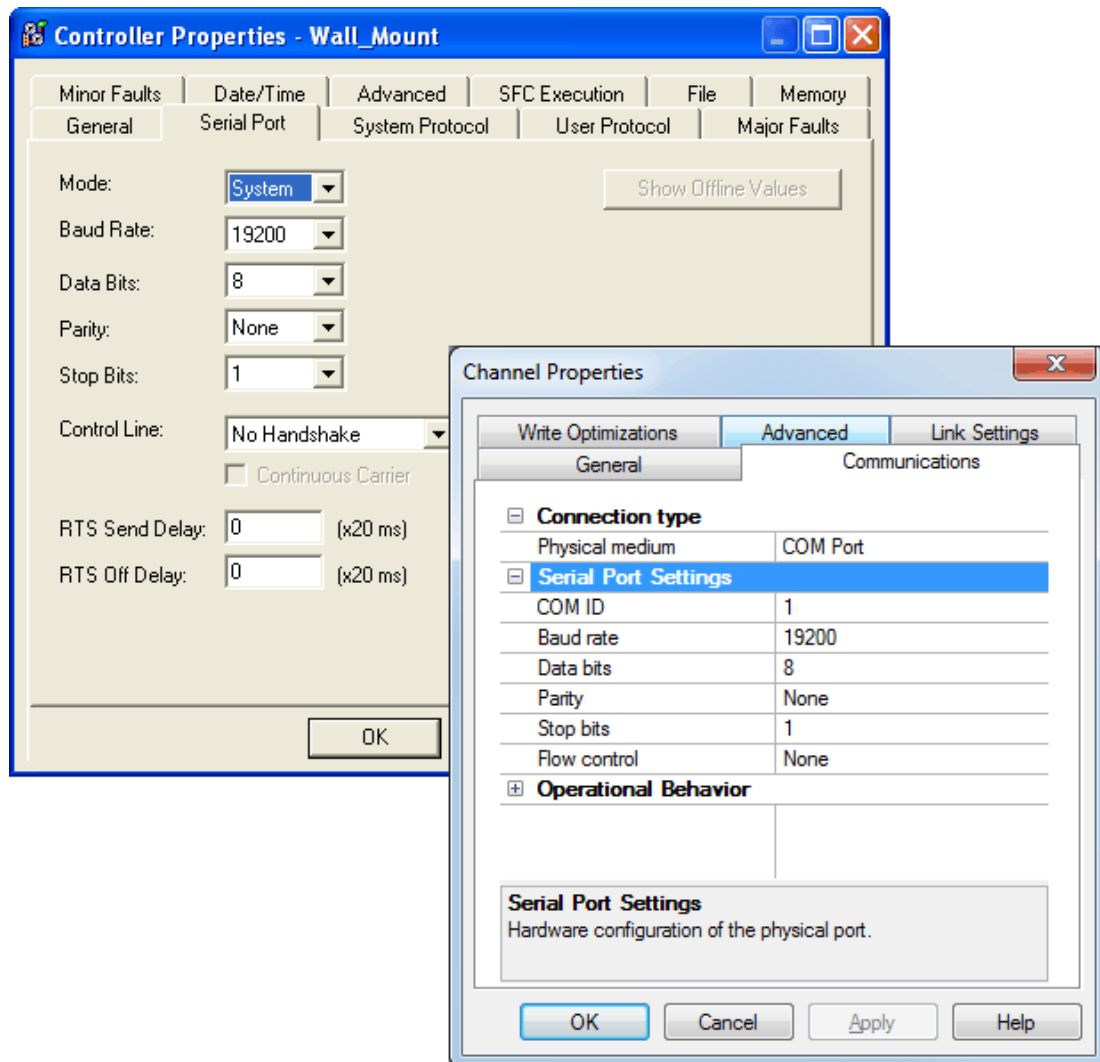 Controller Properties - Wall_Mount
Minor Faults Date/Time Advanced SFC Execution File Memory
General Serial Port System Protocol User Protocol Major Faults
Mode: System Show Offline Values
Baud Rate: 19200
Data Bits: 8
Parity: None
Stop Bits: 1
Control Line: No Handshake
Continuous Carrier
RTS Send Delay: 0 (x20 ms)
RTS Off Delay: 0 (x20 ms)
OK
Channel Properties
Write Optimizations Advanced Link Settings
General Communications
Connection type
Physical medium COM Port
Serial Port Settings
COM ID 1
Baud rate 19200
Data bits 8
Parity None
Stop bits 1
Flow control None
Operational Behavior
Serial Port Settings
Hardware configuration of the physical port.
OK Cancel Apply Help